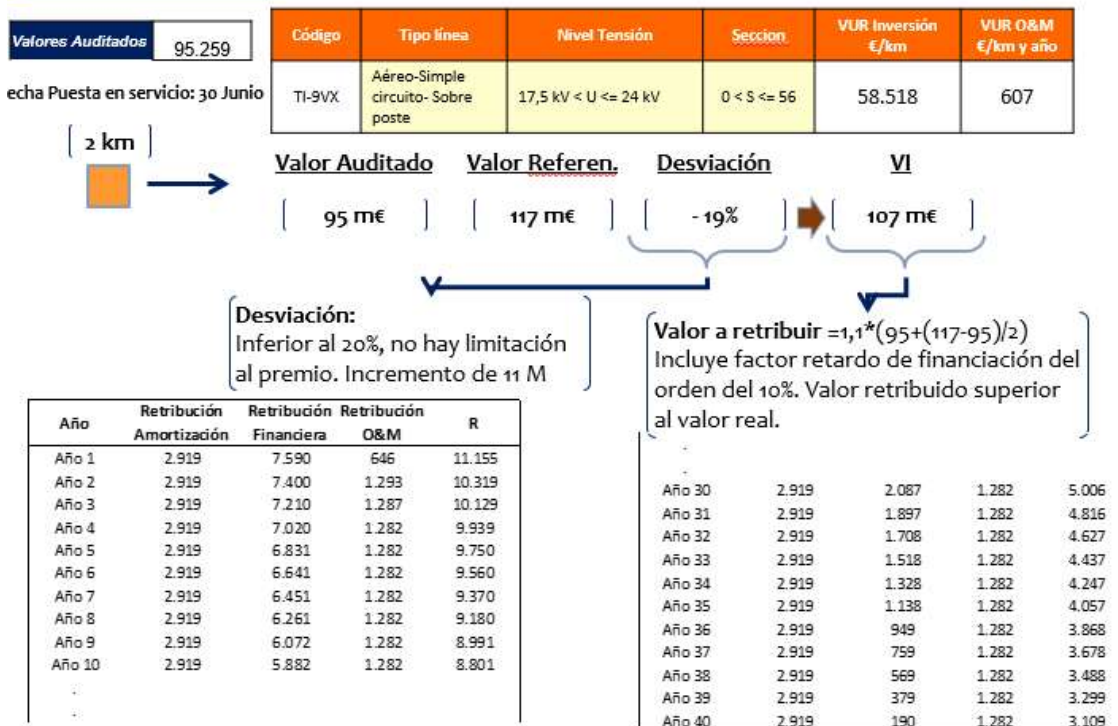 Valores Auditados 95.259
Código Tipo línea Nivel Tensión Seccion VUR Inversión €/km VUR O&M €/km y año
TI-9VX Aéreo-Simple circuito- Sobre poste 17,5 kV < U <= 24 kV 0 < S <= 56 58.518 607
echa Puesta en servicio: 30 Junio
2 km
Valor Auditado Valor Referen. Desviación VI
95 m€ 117 m€ - 19% 107 m€
Desviación:
Inferior al 20%, no hay limitación
al premio. Incremento de 11 M
Valor a retribuir =1,1*(95+(117-95)/2)
Incluye factor retardo de financiación del
orden del 10%. Valor retribuido superior
al valor real.
Año Retribución Amortización Retribución Financiera Retribución O&M R
Año 1 2.919 7.590 646 11.155
Año 2 2.919 7.400 1.293 10.319
Año 3 2.919 7.210 1.287 10.129
Año 4 2.919 7.020 1.282 9.939
Año 5 2.919 6.831 1.282 9.750
Año 6 2.919 6.641 1.282 9.560
Año 7 2.919 6.451 1.282 9.370
Año 8 2.919 6.261 1.282 9.180
Año 9 2.919 6.072 1.282 8.991
Año 10 2.919 5.882 1.282 8.801
.
.
.
.
Año 30 2.919 2.087 1.282 5.006
Año 31 2.919 1.897 1.282 4.816
Año 32 2.919 1.708 1.282 4.627
Año 33 2.919 1.518 1.282 4.437
Año 34 2.919 1.328 1.282 4.247
Año 35 2.919 1.138 1.282 4.057
Año 36 2.919 949 1.282 3.868
Año 37 2.919 759 1.282 3.678
Año 38 2.919 569 1.282 3.488
Año 39 2.919 379 1.282 3.299
Año 40 2.919 190 1.282 3.109